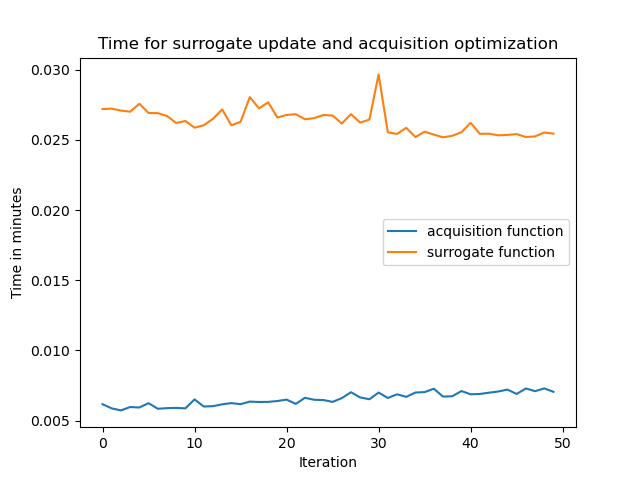 Time for surrogate update and acquisition optimization
0.030
0.025
0.020
0.015
0.010
0.005
Time in minutes
acquisition function
surrogate function
0 10 20 30 40 50
Iteration